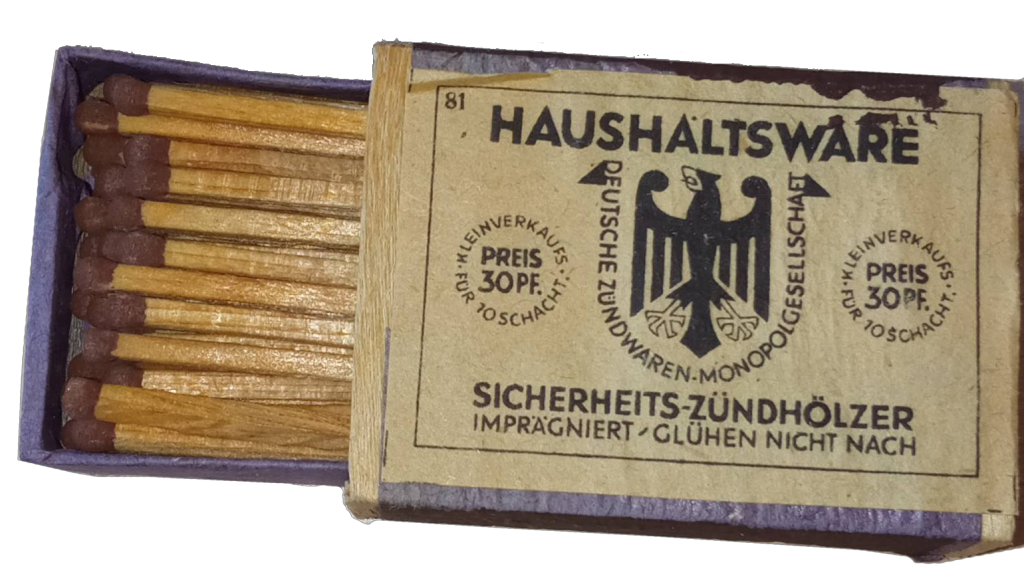 81
HAUSHALTSWARE
DEUTSCHE ZÜNDWAREN-MONOPOLGESELLSCHAFT
· KLEINVERKAUFS ·
PREIS
30 PF.
FÜR 10 SCHACHT.
· KLEINVERKAUFS ·
PREIS
30 PF.
FÜR 10 SCHACHT.
SICHERHEITS-ZÜNDHÖLZER
IMPRÄGNIERT - GLÜHEN NICHT NACH